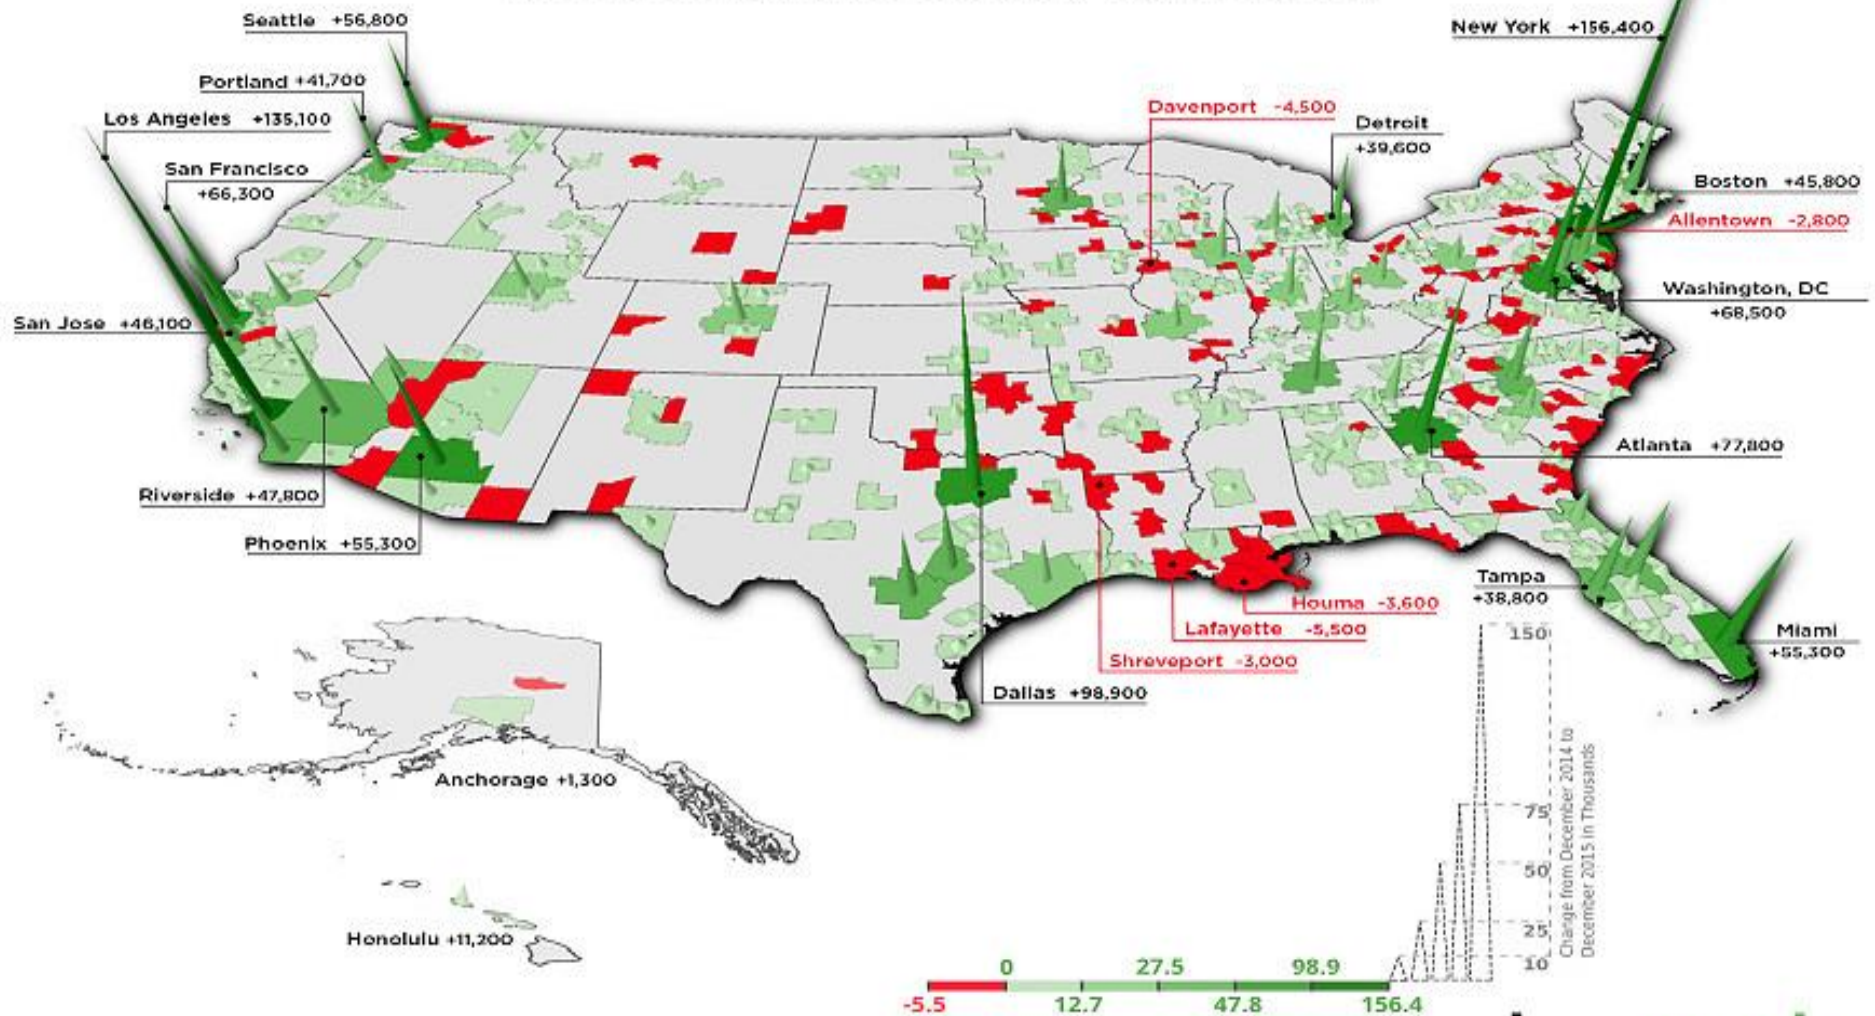 Seattle +56,800
New York +156,400
Portland +41,700
Los Angeles +135,100
Davenport -4,500
Detroit
+39,600
San Francisco
+66,300
Boston +45,800
Allentown -2,800
Washington, DC
+68,500
San Jose +46,100
Atlanta +77,800
Riverside +47,800
Phoenix +55,300
Tampa
+38,800
Houma -3,600
Lafayette -5,500
Miami
+55,300
Shreveport -3,000
Dallas +98,900
150
75
50
25
10
Change from December 2014 to
December 2015 in Thousands
Anchorage +1,300
Honolulu +11,200
0 27.5 98.9
-5.5 12.7 47.8 156.4